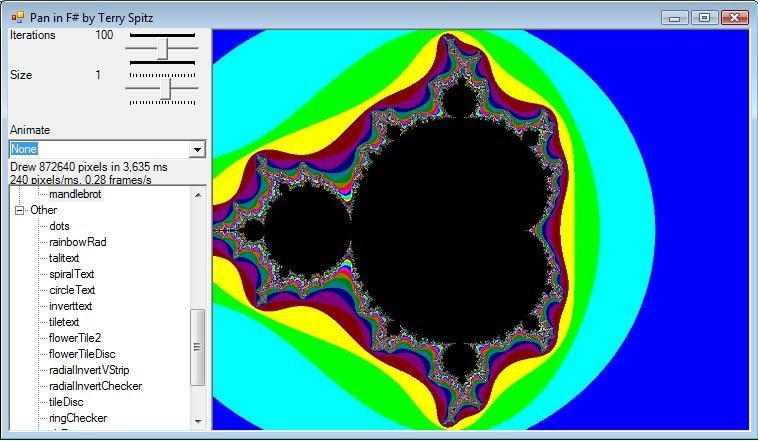 Pan in F# by Terry Spitz
Iterations 100
Size 1
Animate
None
Drew 872640 pixels in 3,635 ms
240 pixels/ms, 0.28 frames/s
mandlebrot
Other
dots
rainbowRad
talitext
spiralText
circleText
inverttext
tiletext
flowerTile2
flowerTileDisc
radialInvertVStrip
radialInvertChecker
tileDisc
ringChecker